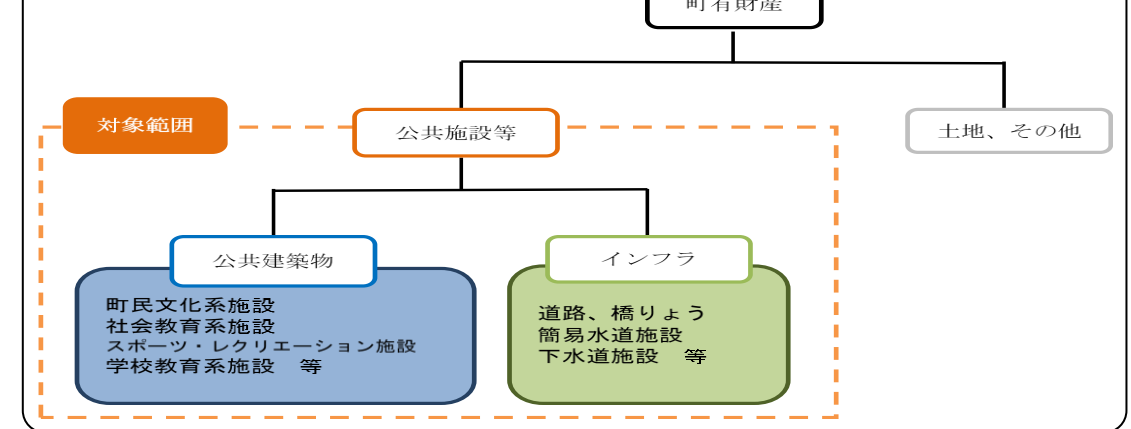 町有財産
対象範囲
公共施設等
土地、その他
公共建築物
インフラ
町民文化系施設
社会教育系施設
スポーツ・レクリエーション施設
学校教育系施設　等
道路、橋りょう
簡易水道施設
下水道施設　等